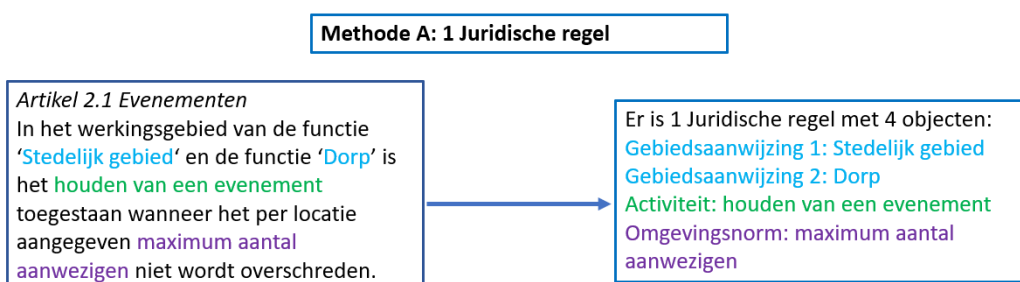 Methode A: 1 Juridische regel
Artikel 2.1 Evenementen
In het werkingsgebied van de functie
‘Stedelijk gebied‘ en de functie ‘Dorp’ is
het houden van een evenement
toegestaan wanneer het per locatie
aangegeven maximum aantal
aanwezigen niet wordt overschreden.
Er is 1 Juridische regel met 4 objecten:
Gebiedsaanwijzing 1: Stedelijk gebied
Gebiedsaanwijzing 2: Dorp
Activiteit: houden van een evenement
Omgevingsnorm: maximum aantal
aanwezigen